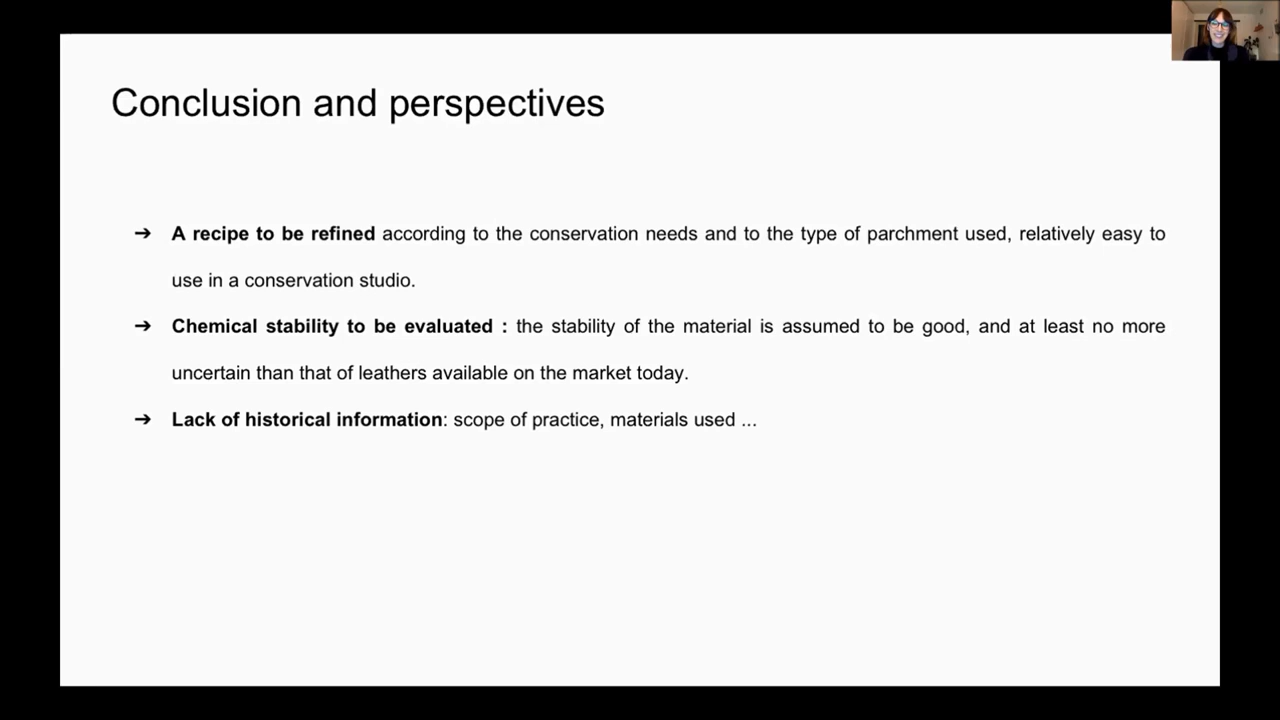 Conclusion and perspectives
➔ A recipe to be refined according to the conservation needs and to the type of parchment used, relatively easy to
use in a conservation studio.
➔ Chemical stability to be evaluated : the stability of the material is assumed to be good, and at least no more
uncertain than that of leathers available on the market today.
➔ Lack of historical information: scope of practice, materials used ...